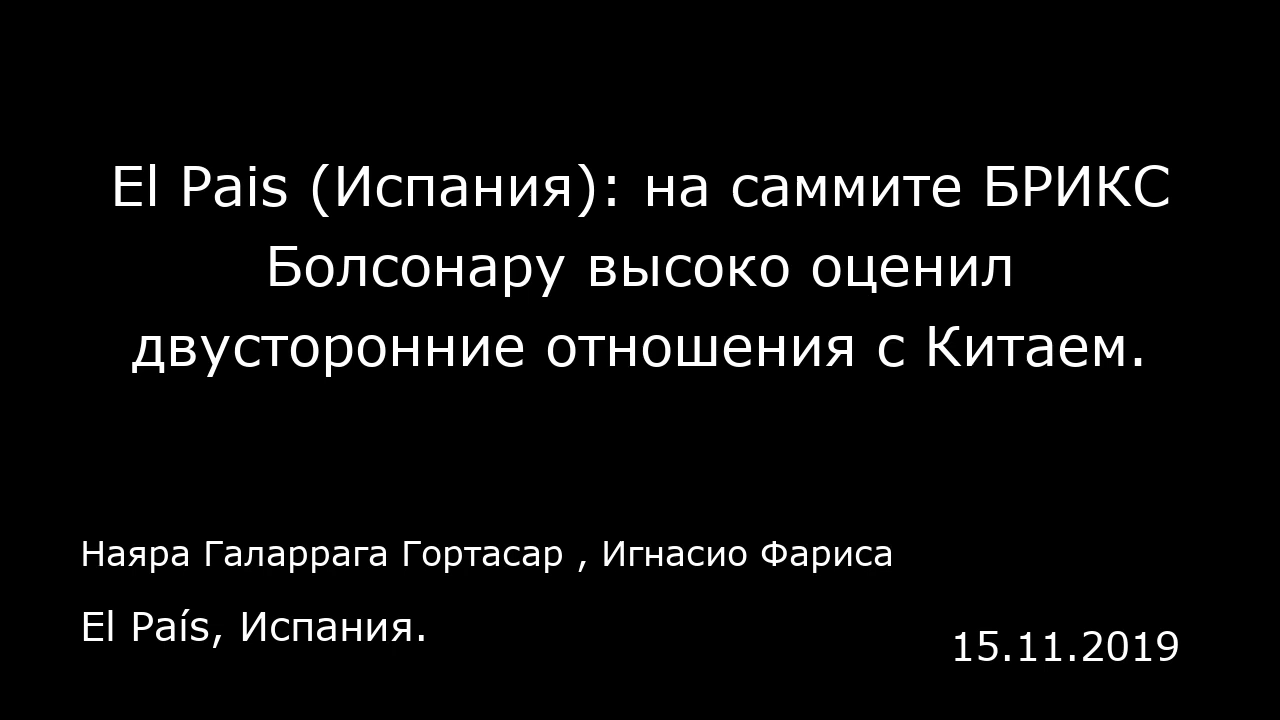 El Pais (Испания): на саммите БРИКС
Болсонару высоко оценил
двусторонние отношения с Китаем.
Наяра Галаррага Гортасар , Игнасио Фариса
El País, Испания.
15.11.2019